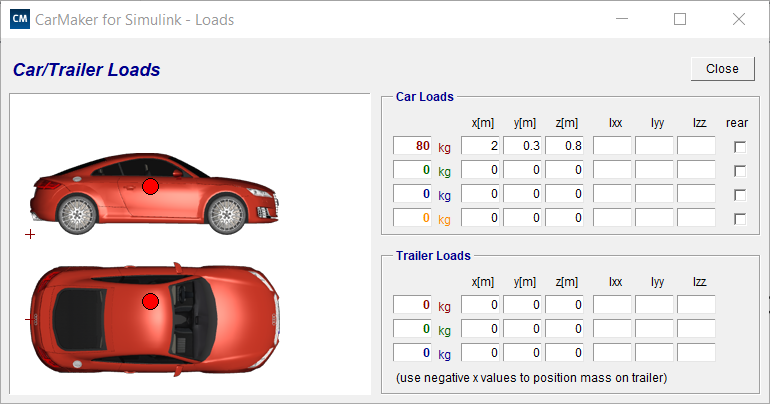 CM CarMaker for Simulink - Loads
Car/Trailer Loads
Close
Car Loads
x[m] y[m] z[m] Ixx Iyy Izz rear
80 kg 2 0.3 0.8
0 kg 0 0 0
0 kg 0 0 0
0 kg 0 0 0
Trailer Loads
x[m] y[m] z[m] Ixx Iyy Izz
0 kg 0 0 0
0 kg 0 0 0
0 kg 0 0 0
(use negative x values to position mass on trailer)